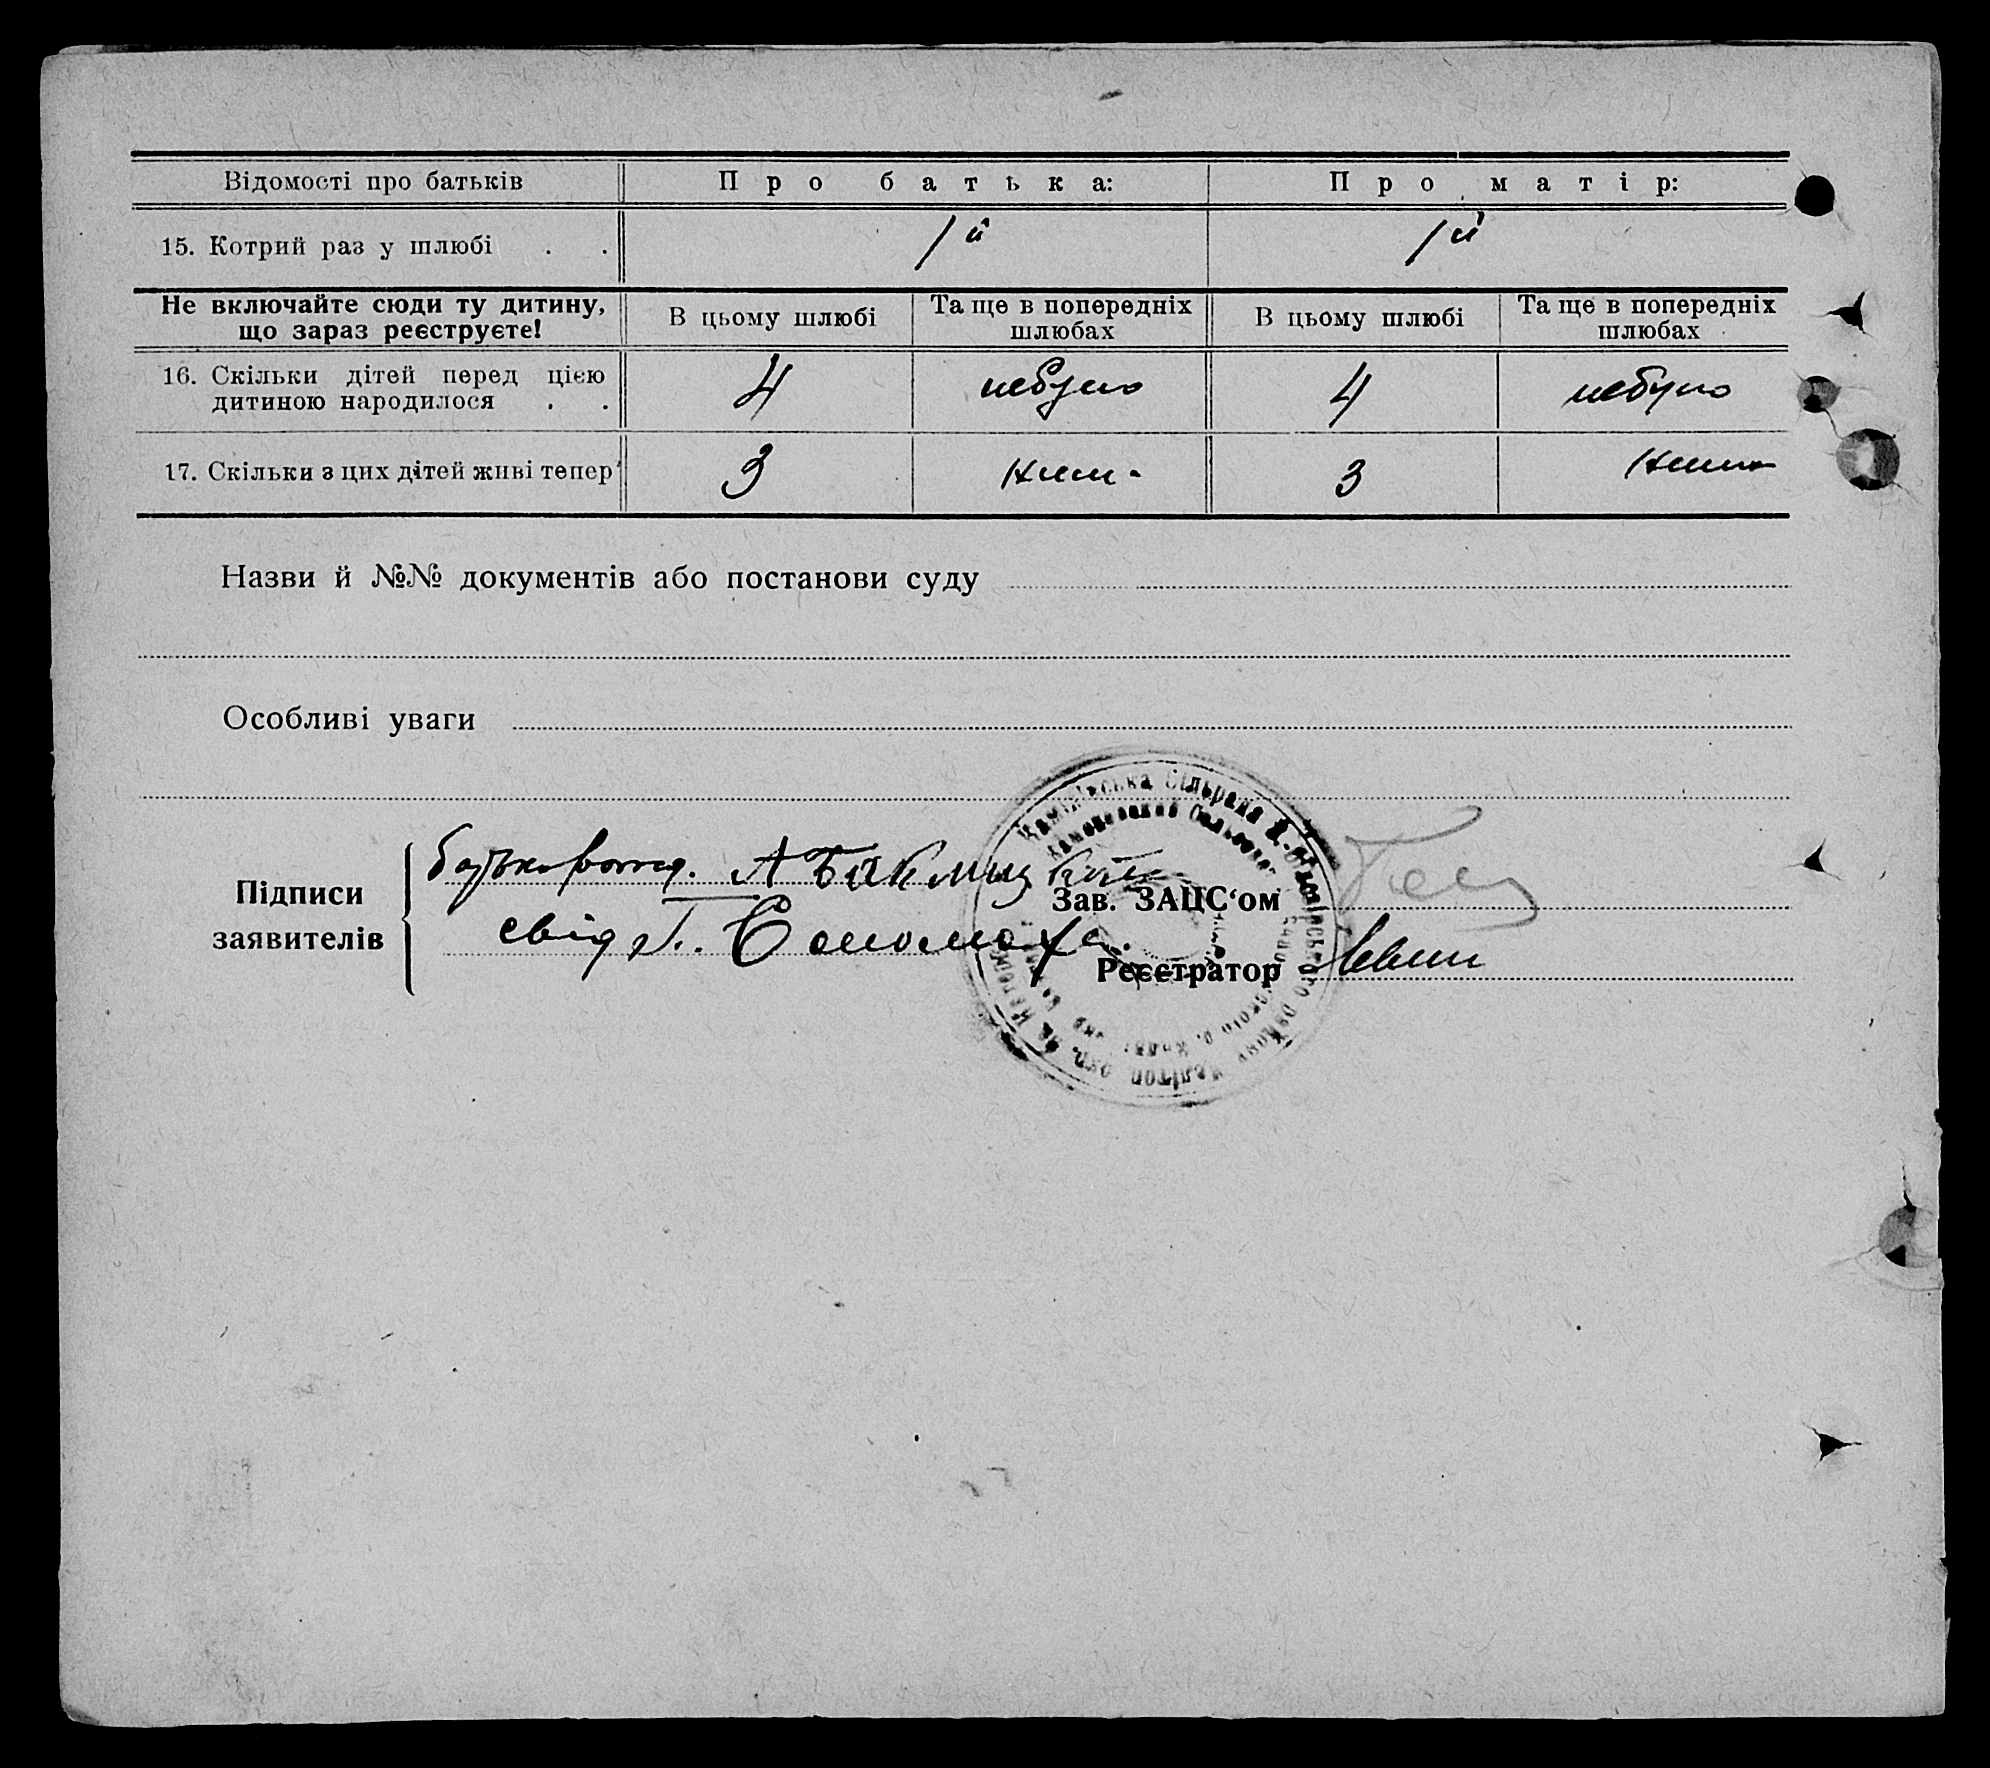 Відомості про батьків Про батька: Про матір:
15. Котрий раз у шлюбі . . 1й 1й
Не включайте сюди ту дитину, що зараз реєструєте! В цьому шлюбі Та ще в попередніх шлюбах В цьому шлюбі Та ще в попередніх шлюбах
16. Скільки дітей перед цією
дитиною народилося . . 4 небуло 4 небуло
17. Скільки з цих дітей живі тепер 3 3
Назви й №№ документів або постанови суду
Особливі уваги
Підписи
заявителів
батько А
свід
Зав. ЗАЦС‘ом
Реєстратор
Сільрада